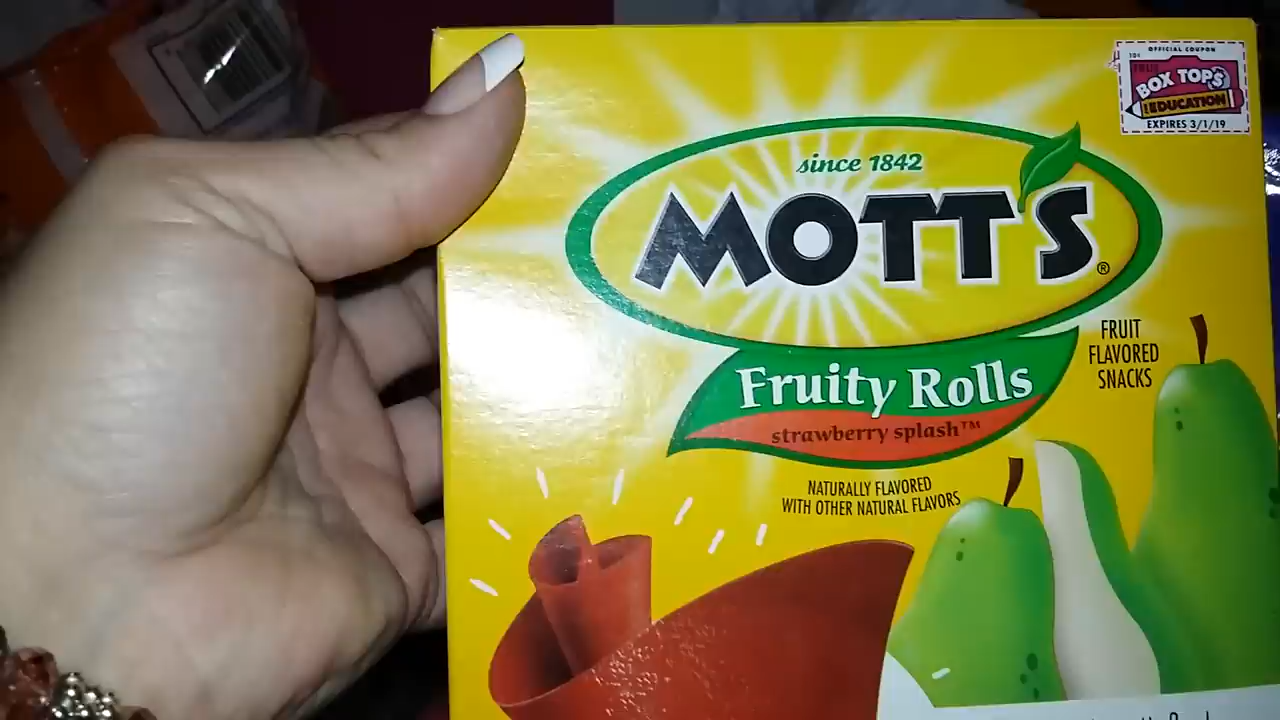 OFFICIAL COUPON
10¢
BOX TOPS
EDUCATION
EXPIRES 3/1/19
since 1842
MOTT'S®
Fruity Rolls
strawberry splash™
FRUIT
FLAVORED
SNACKS
NATURALLY FLAVORED
WITH OTHER NATURAL FLAVORS